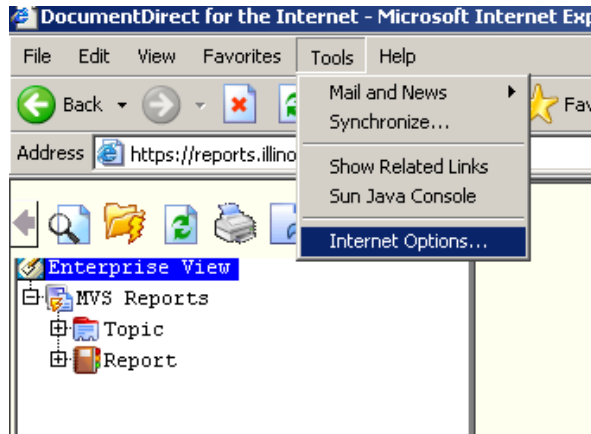 DocumentDirect for the Internet - Microsoft Internet Exp
File Edit View Favorites Tools Help
Back Fav
Mail and News
Synchronize...
Address https://reports.illino
Show Related Links
Sun Java Console
Internet Options...
Enterprise View
MVS Reports
Topic
Report